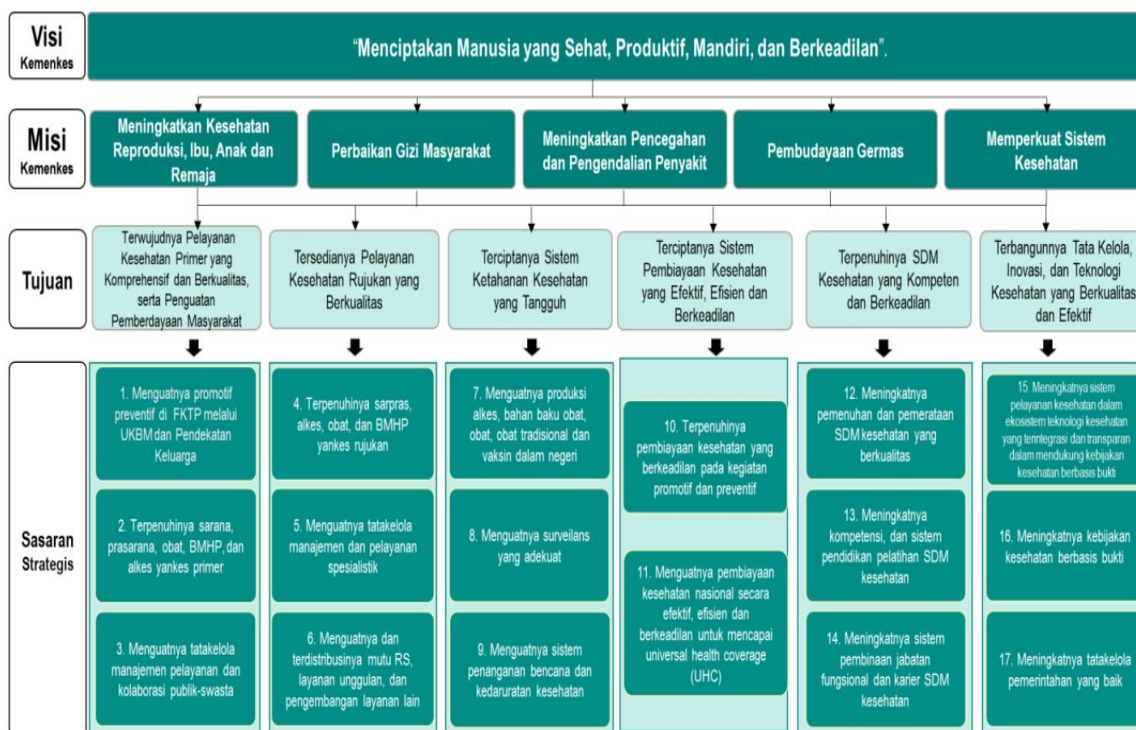 Visi
Kemenkes
“Menciptakan Manusia yang Sehat, Produktif, Mandiri, dan Berkeadilan”.
Misi
Kemenkes
Meningkatkan Kesehatan
Reproduksi, Ibu, Anak dan
Remaja
Perbaikan Gizi Masyarakat
Meningkatkan Pencegahan
dan Pengendalian Penyakit
Pembudayaan Germas
Memperkuat Sistem
Kesehatan
Tujuan
Terwujudnya Pelayanan
Kesehatan Primer yang
Komprehensif dan Berkualitas,
serta Penguatan
Pemberdayaan Masyarakat
Tersedianya Pelayanan
Kesehatan Rujukan yang
Berkualitas
Terciptanya Sistem
Ketahanan Kesehatan
yang Tangguh
Terciptanya Sistem
Pembiayaan Kesehatan
yang Efektif, Efisien dan
Berkeadilan
Terpenuhinya SDM
Kesehatan yang Kompeten
dan Berkeadilan
Terbangunnya Tata Kelola,
Inovasi, dan Teknologi
Kesehatan yang Berkualitas
dan Efektif
Sasaran
Strategis
1. Menguatnya promotif
preventif di FKTP melalui
UKBM dan Pendekatan
Keluarga
2. Terpenuhinya sarana,
prasarana, obat, BMHP, dan
alkes yankes primer
3. Menguatnya tatakelola
manajemen pelayanan dan
kolaborasi publik-swasta
4. Terpenuhinya sarpras,
alkes, obat, dan BMHP
yankes rujukan
5. Menguatnya tatakelola
manajemen dan pelayanan
spesialistik
6. Menguatnya dan
terdistribusinya mutu RS,
layanan unggulan, dan
pengembangan layanan lain
7. Menguatnya produksi
alkes, bahan baku obat,
obat, obat tradisional dan
vaksin dalam negeri
8. Menguatnya surveilans
yang adekuat
9. Menguatnya sistem
penanganan bencana dan
kedaruratan kesehatan
10. Terpenuhinya
pembiayaan kesehatan yang
berkeadilan pada kegiatan
promotif dan preventif
11. Menguatnya pembiayaan
kesehatan nasional secara
efektif, efisien dan
berkeadilan untuk mencapai
universal health coverage
(UHC)
12. Meningkatnya
pemenuhan dan pemerataan
SDM kesehatan yang
berkualitas
13. Meningkatnya
kompetensi, dan sistem
pendidikan pelatihan SDM
kesehatan
14. Meningkatnya sistem
pembinaan jabatan
fungsional dan karier SDM
kesehatan
15. Meningkatnya sistem
pelayanan kesehatan dalam
ekosistem teknologi kesehatan
yang terintegrasi dan transparan
dalam mendukung kebijakan
kesehatan berbasis bukti
16. Meningkatnya kebijakan
kesehatan berbasis bukti
17. Meningkatnya tatakelola
pemerintahan yang baik